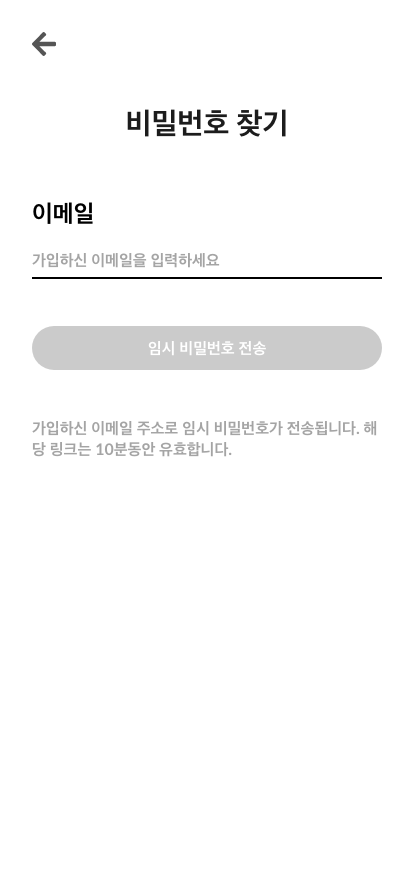 비밀번호 찾기
이메일
가입하신 이메일을 입력하세요
임시 비밀번호 전송
가입하신 이메일 주소로 임시 비밀번호가 전송됩니다. 해
당 링크는 10분동안 유효합니다.